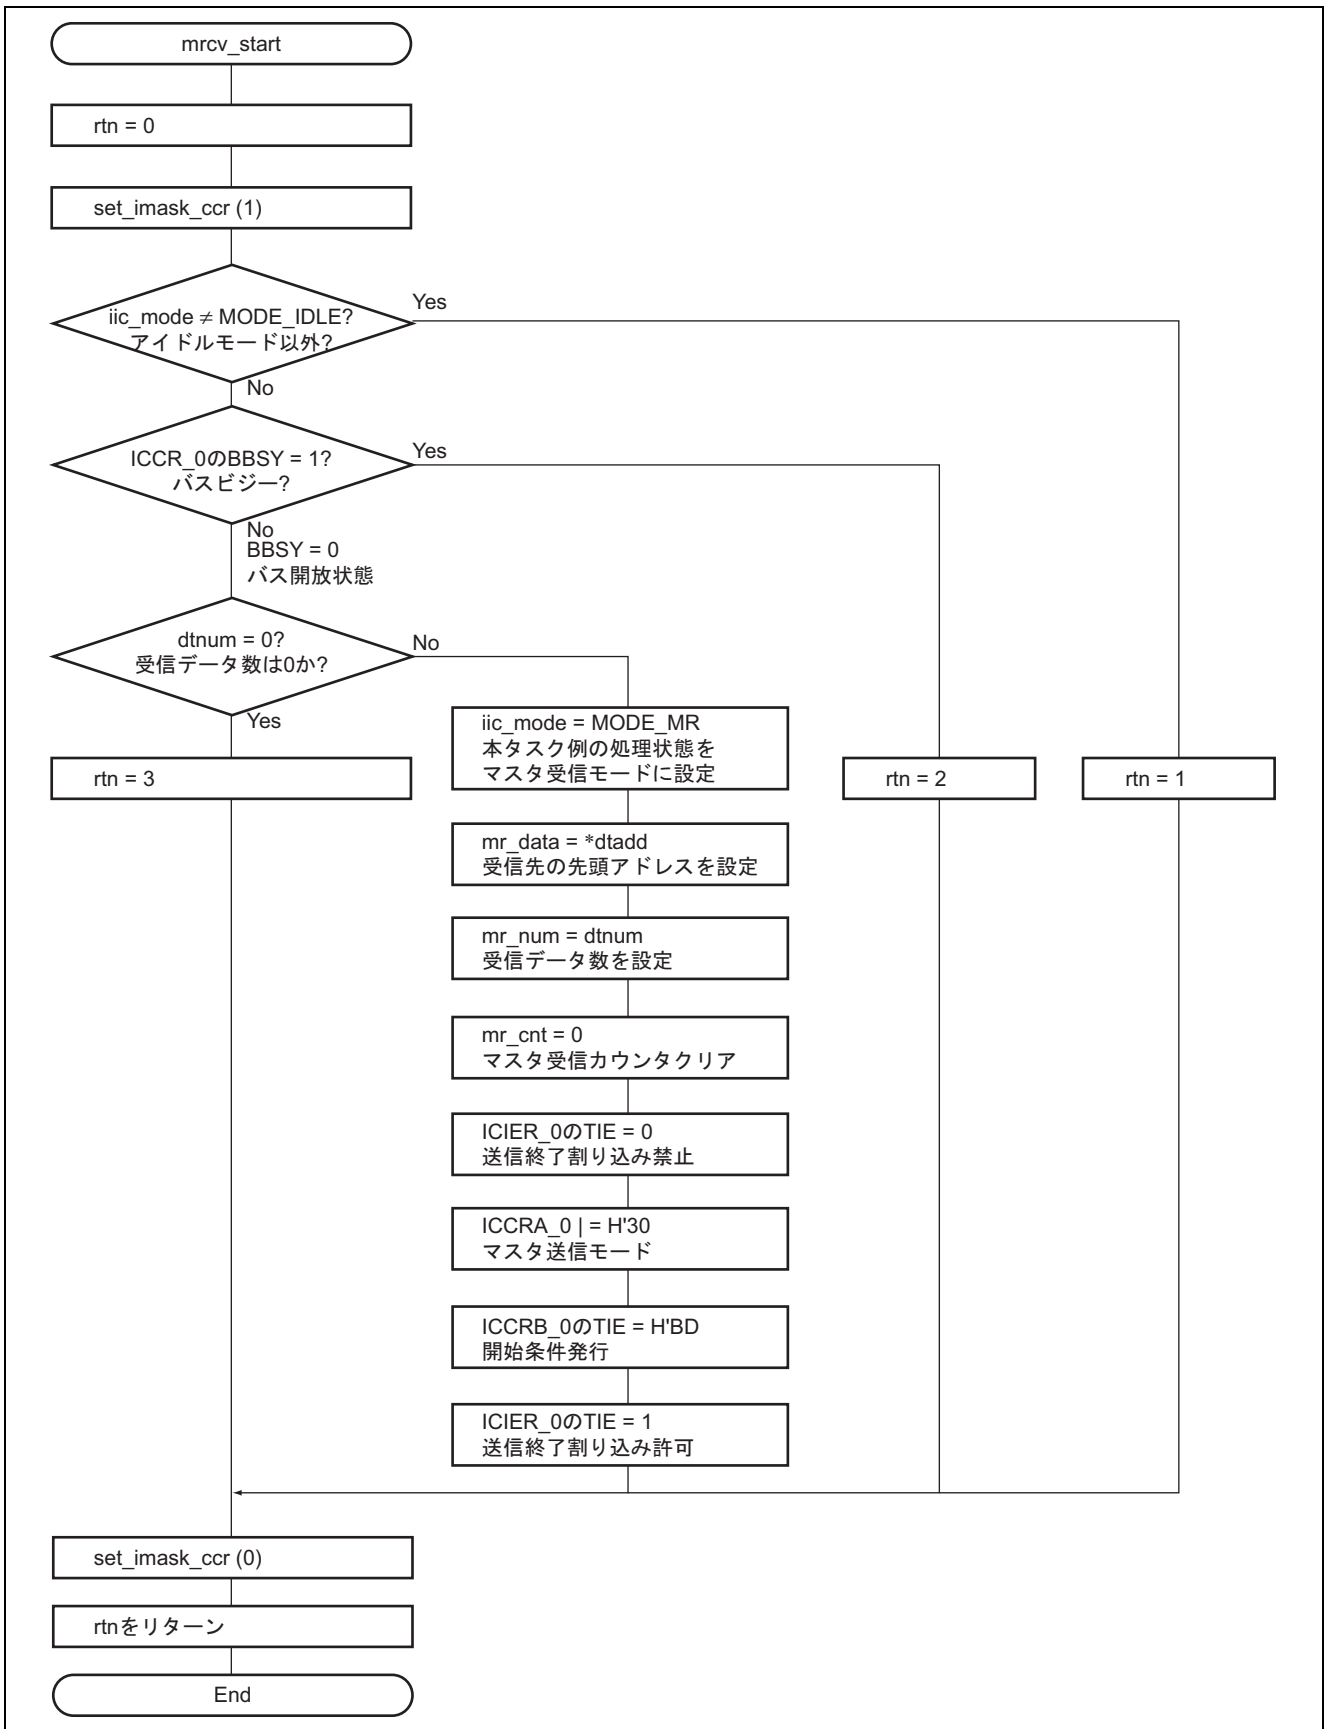 mrcv_start
rtn = 0
set_imask_ccr (1)
iic_mode ≠ MODE_IDLE?
アイドルモード以外?
Yes
No
ICCR_0のBBSY = 1?
バスビジー?
Yes
No
BBSY = 0
バス開放状態
dtnum = 0?
受信データ数は0か?
No
Yes
rtn = 3
iic_mode = MODE_MR
本タスク例の処理状態を
マスタ受信モードに設定
rtn = 2
rtn = 1
mr_data = *dtadd
受信先の先頭アドレスを設定
mr_num = dtnum
受信データ数を設定
mr_cnt = 0
マスタ受信カウンタクリア
ICIER_0のTIE = 0
送信終了割り込み禁止
ICCRA_0 | = H'30
マスタ送信モード
ICCRB_0のTIE = H'BD
開始条件発行
ICIER_0のTIE = 1
送信終了割り込み許可
set_imask_ccr (0)
rtnをリターン
End